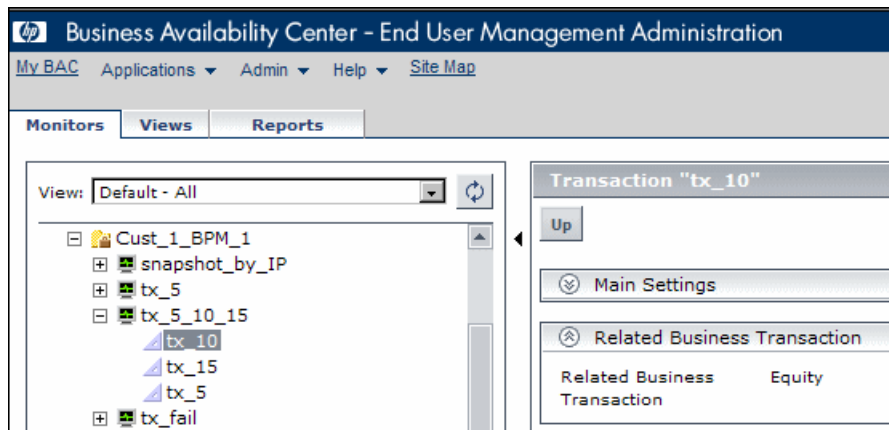 hp Business Availability Center - End User Management Administration
My BAC Applications Admin Help Site Map
Monitors Views Reports
View: Default - All
Cust_1_BPM_1
snapshot_by_IP
tx_5
tx_5_10_15
tx_10
tx_15
tx_5
tx_fail
Transaction "tx_10"
Up
Main Settings
Related Business Transaction
Related Business Equity
Transaction